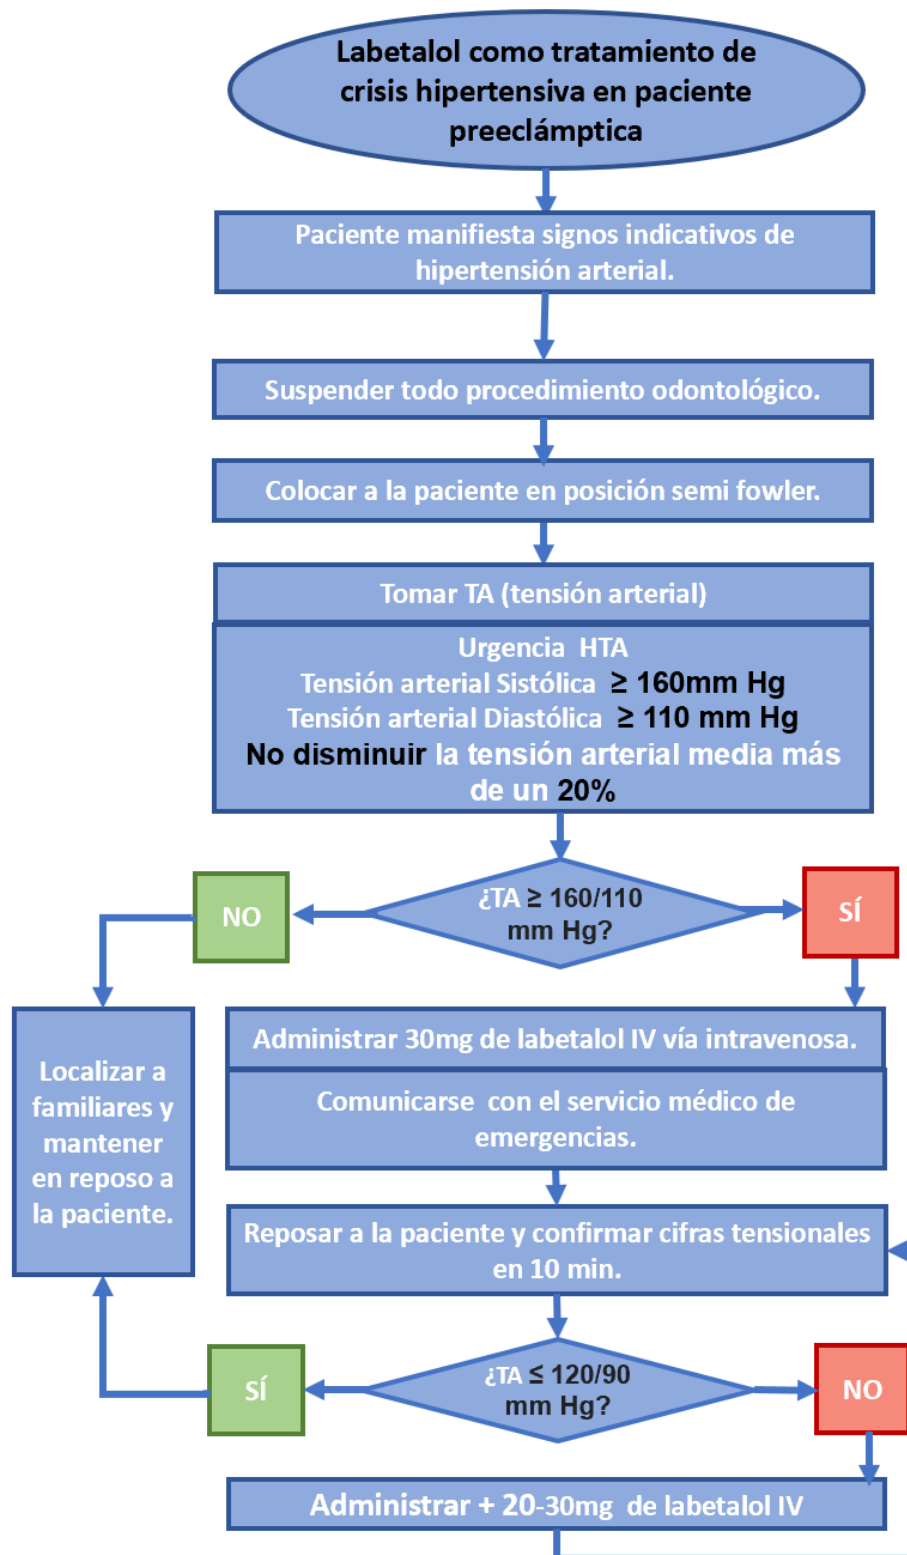 Labetalol como tratamiento de
crisis hipertensiva en paciente
preeclámptica
Paciente manifiesta signos indicativos de
hipertensión arterial.
Suspender todo procedimiento odontológico.
Colocar a la paciente en posición semi fowler.
Tomar TA (tensión arterial)
Urgencia HTA
Tensión arterial Sistólica ≥ 160mm Hg
Tensión arterial Diastólica ≥ 110 mm Hg
No disminuir la tensión arterial media más
de un 20%
¿TA ≥ 160/110
mm Hg?
NO
SÍ
Administrar 30mg de labetalol IV vía intravenosa.
Comunicarse con el servicio médico de
emergencias.
Localizar a
familiares y
mantener
en reposo a
la paciente.
Reposar a la paciente y confirmar cifras tensionales
en 10 min.
¿TA ≤ 120/90
mm Hg?
SÍ
NO
Administrar + 20-30mg de labetalol IV